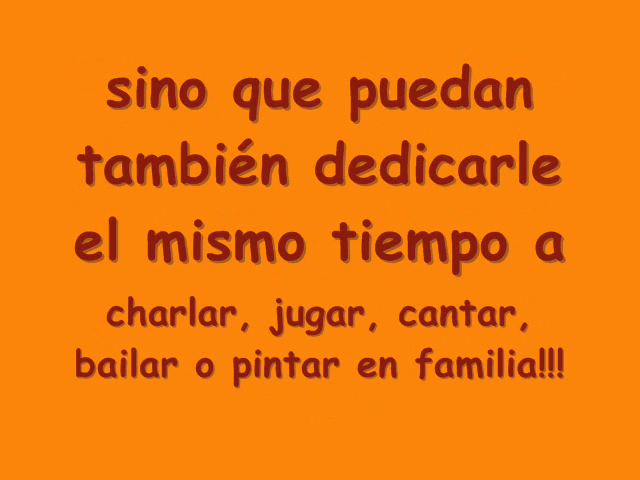 sino que puedan
también dedicarle
el mismo tiempo a
charlar, jugar, cantar,
bailar o pintar en familia!!!